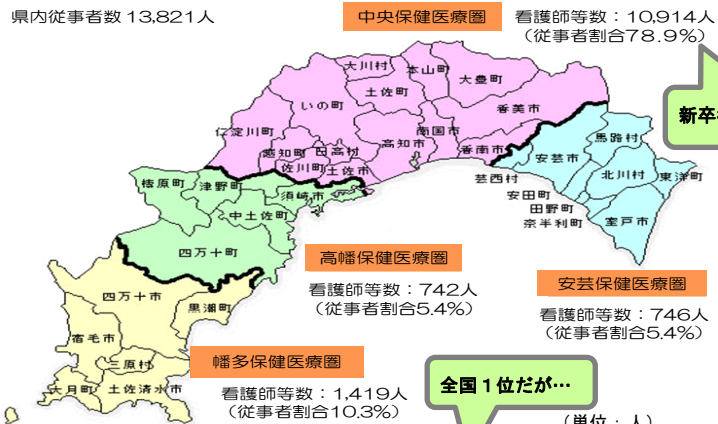 県内従事者数 13,821人
中央保健医療圏
看護師等数：10,914人
（従事者割合78.9%）
新卒
大川村
本山町
大豊町
土佐町
いの町
香美市
仁淀川町
南国市
越知町
日高村
高知市
佐川町
土佐市
香南市
馬路村
安芸市
北川村
東洋町
芸西村
安田町
田野町
奈半利町
室戸市
梼原町
津野町
須崎市
中土佐町
四万十町
高幡保健医療圏
看護師等数：742人
（従事者割合5.4%）
安芸保健医療圏
看護師等数：746人
（従事者割合5.4%）
四万十市
黒潮町
宿毛市
三原村
大月町
土佐清水市
幡多保健医療圏
看護師等数：1,419人
（従事者割合10.3%）
全国１位だが…
（単位：人）